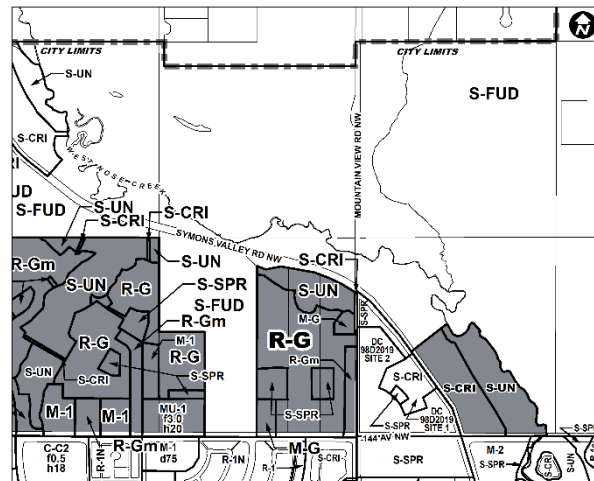 N
CITY LIMITS
CITY LIMITS
S-UN
S-FUD
S-CRI
MOUNTAIN VIEW RD NW
WEST NOSE CREEK
UD
S-UN
S-FUD
S-CRI
S-CRI
SYMONS VALLEY RD NW
S-CRI
R-Gm
S-UN
S-UN
S-UN
R-G
S-SPR
S-FUD
M-G
S-SPR
R-Gm
R-G
M-1
R-G
R-Gm
DC
98D2019
SITE 2
S-UN
S-CRI
S-SPR
S-CRI
S-CRI
S-UN
S-SPR
M-1
M-1
MU-1
f3.0
h20
S-SPR
DC
98D2019
SITE 1
144 AV NW
C-C2
f0.5
h18
R-1N
R-Gm
M-1
d75
R-1N
R-1
M-G
S-CRI
S-SPR
M-2
S-SPR
S-CRI
S-UN